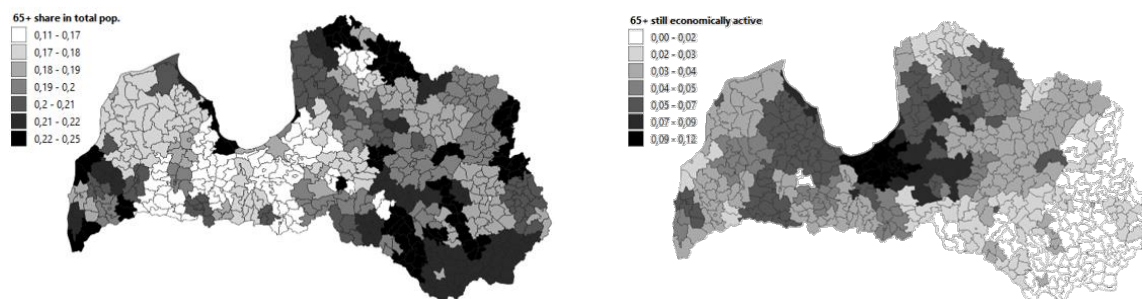 65+ share in total pop.
0,11 - 0,17
0,17 - 0,18
0,18 - 0,19
0,19 - 0,2
0,2 - 0,21
0,21 - 0,22
0,22 - 0,25
65+ still economically active
0,00 - 0,02
0,02 - 0,03
0,03 - 0,04
0,04 - 0,05
0,05 - 0,07
0,07 - 0,09
0,09 - 0,12